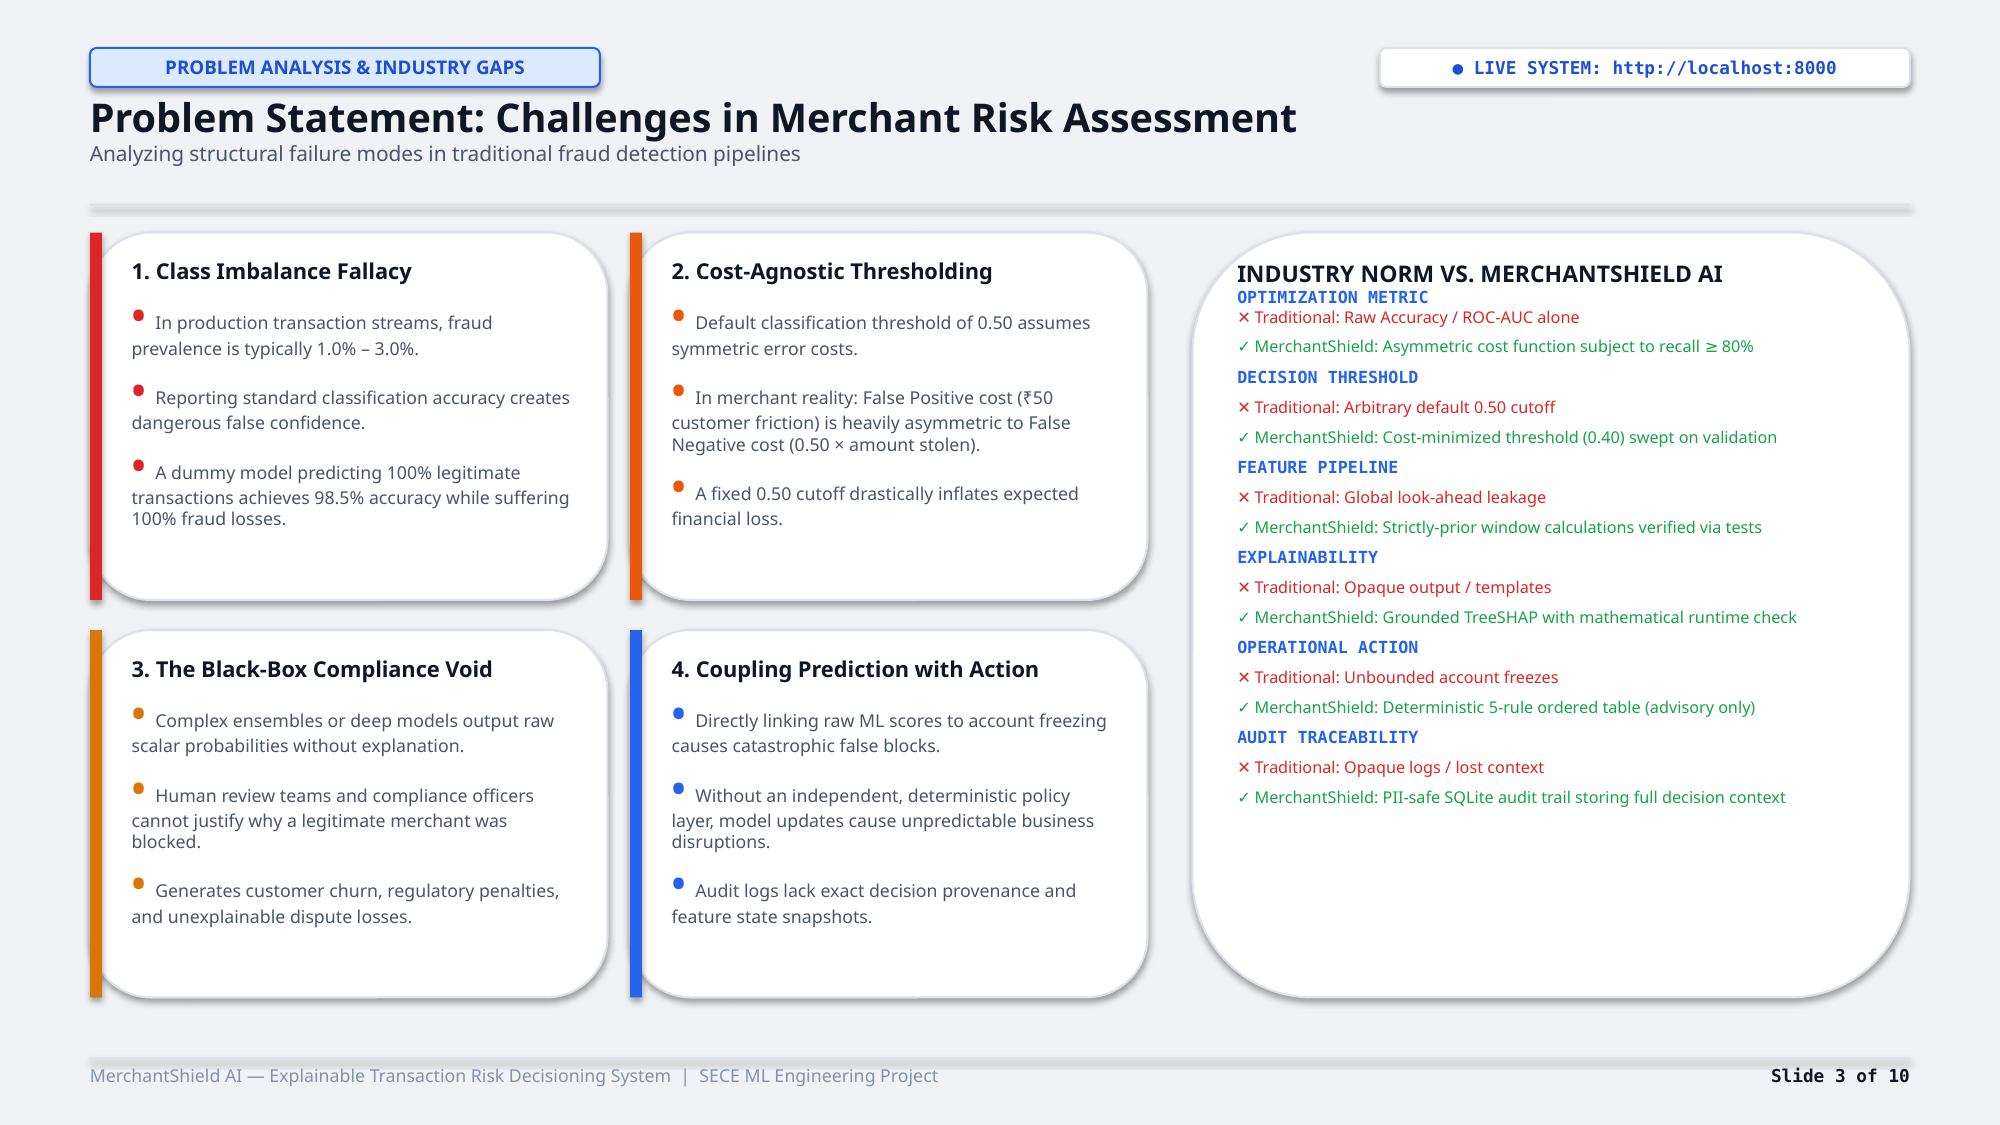 PROBLEM ANALYSIS & INDUSTRY GAPS
● LIVE SYSTEM: http://localhost:8000
Problem Statement: Challenges in Merchant Risk Assessment
Analyzing structural failure modes in traditional fraud detection pipelines
1. Class Imbalance Fallacy
• In production transaction streams, fraud
prevalence is typically 1.0% – 3.0%.
• Reporting standard classification accuracy creates
dangerous false confidence.
• A dummy model predicting 100% legitimate
transactions achieves 98.5% accuracy while suffering
100% fraud losses.
2. Cost-Agnostic Thresholding
• Default classification threshold of 0.50 assumes
symmetric error costs.
• In merchant reality: False Positive cost (₹50
customer friction) is heavily asymmetric to False
Negative cost (0.50 × amount stolen).
• A fixed 0.50 cutoff drastically inflates expected
financial loss.
3. The Black-Box Compliance Void
• Complex ensembles or deep models output raw
scalar probabilities without explanation.
• Human review teams and compliance officers
cannot justify why a legitimate merchant was
blocked.
• Generates customer churn, regulatory penalties,
and unexplainable dispute losses.
4. Coupling Prediction with Action
• Directly linking raw ML scores to account freezing
causes catastrophic false blocks.
• Without an independent, deterministic policy
layer, model updates cause unpredictable business
disruptions.
• Audit logs lack exact decision provenance and
feature state snapshots.
INDUSTRY NORM VS. MERCHANTSHIELD AI
OPTIMIZATION METRIC
✕ Traditional: Raw Accuracy / ROC-AUC alone
✓ MerchantShield: Asymmetric cost function subject to recall ≥ 80%
DECISION THRESHOLD
✕ Traditional: Arbitrary default 0.50 cutoff
✓ MerchantShield: Cost-minimized threshold (0.40) swept on validation
FEATURE PIPELINE
✕ Traditional: Global look-ahead leakage
✓ MerchantShield: Strictly-prior window calculations verified via tests
EXPLAINABILITY
✕ Traditional: Opaque output / templates
✓ MerchantShield: Grounded TreeSHAP with mathematical runtime check
OPERATIONAL ACTION
✕ Traditional: Unbounded account freezes
✓ MerchantShield: Deterministic 5-rule ordered table (advisory only)
AUDIT TRACEABILITY
✕ Traditional: Opaque logs / lost context
✓ MerchantShield: PII-safe SQLite audit trail storing full decision context
MerchantShield AI — Explainable Transaction Risk Decisioning System | SECE ML Engineering Project
Slide 3 of 10